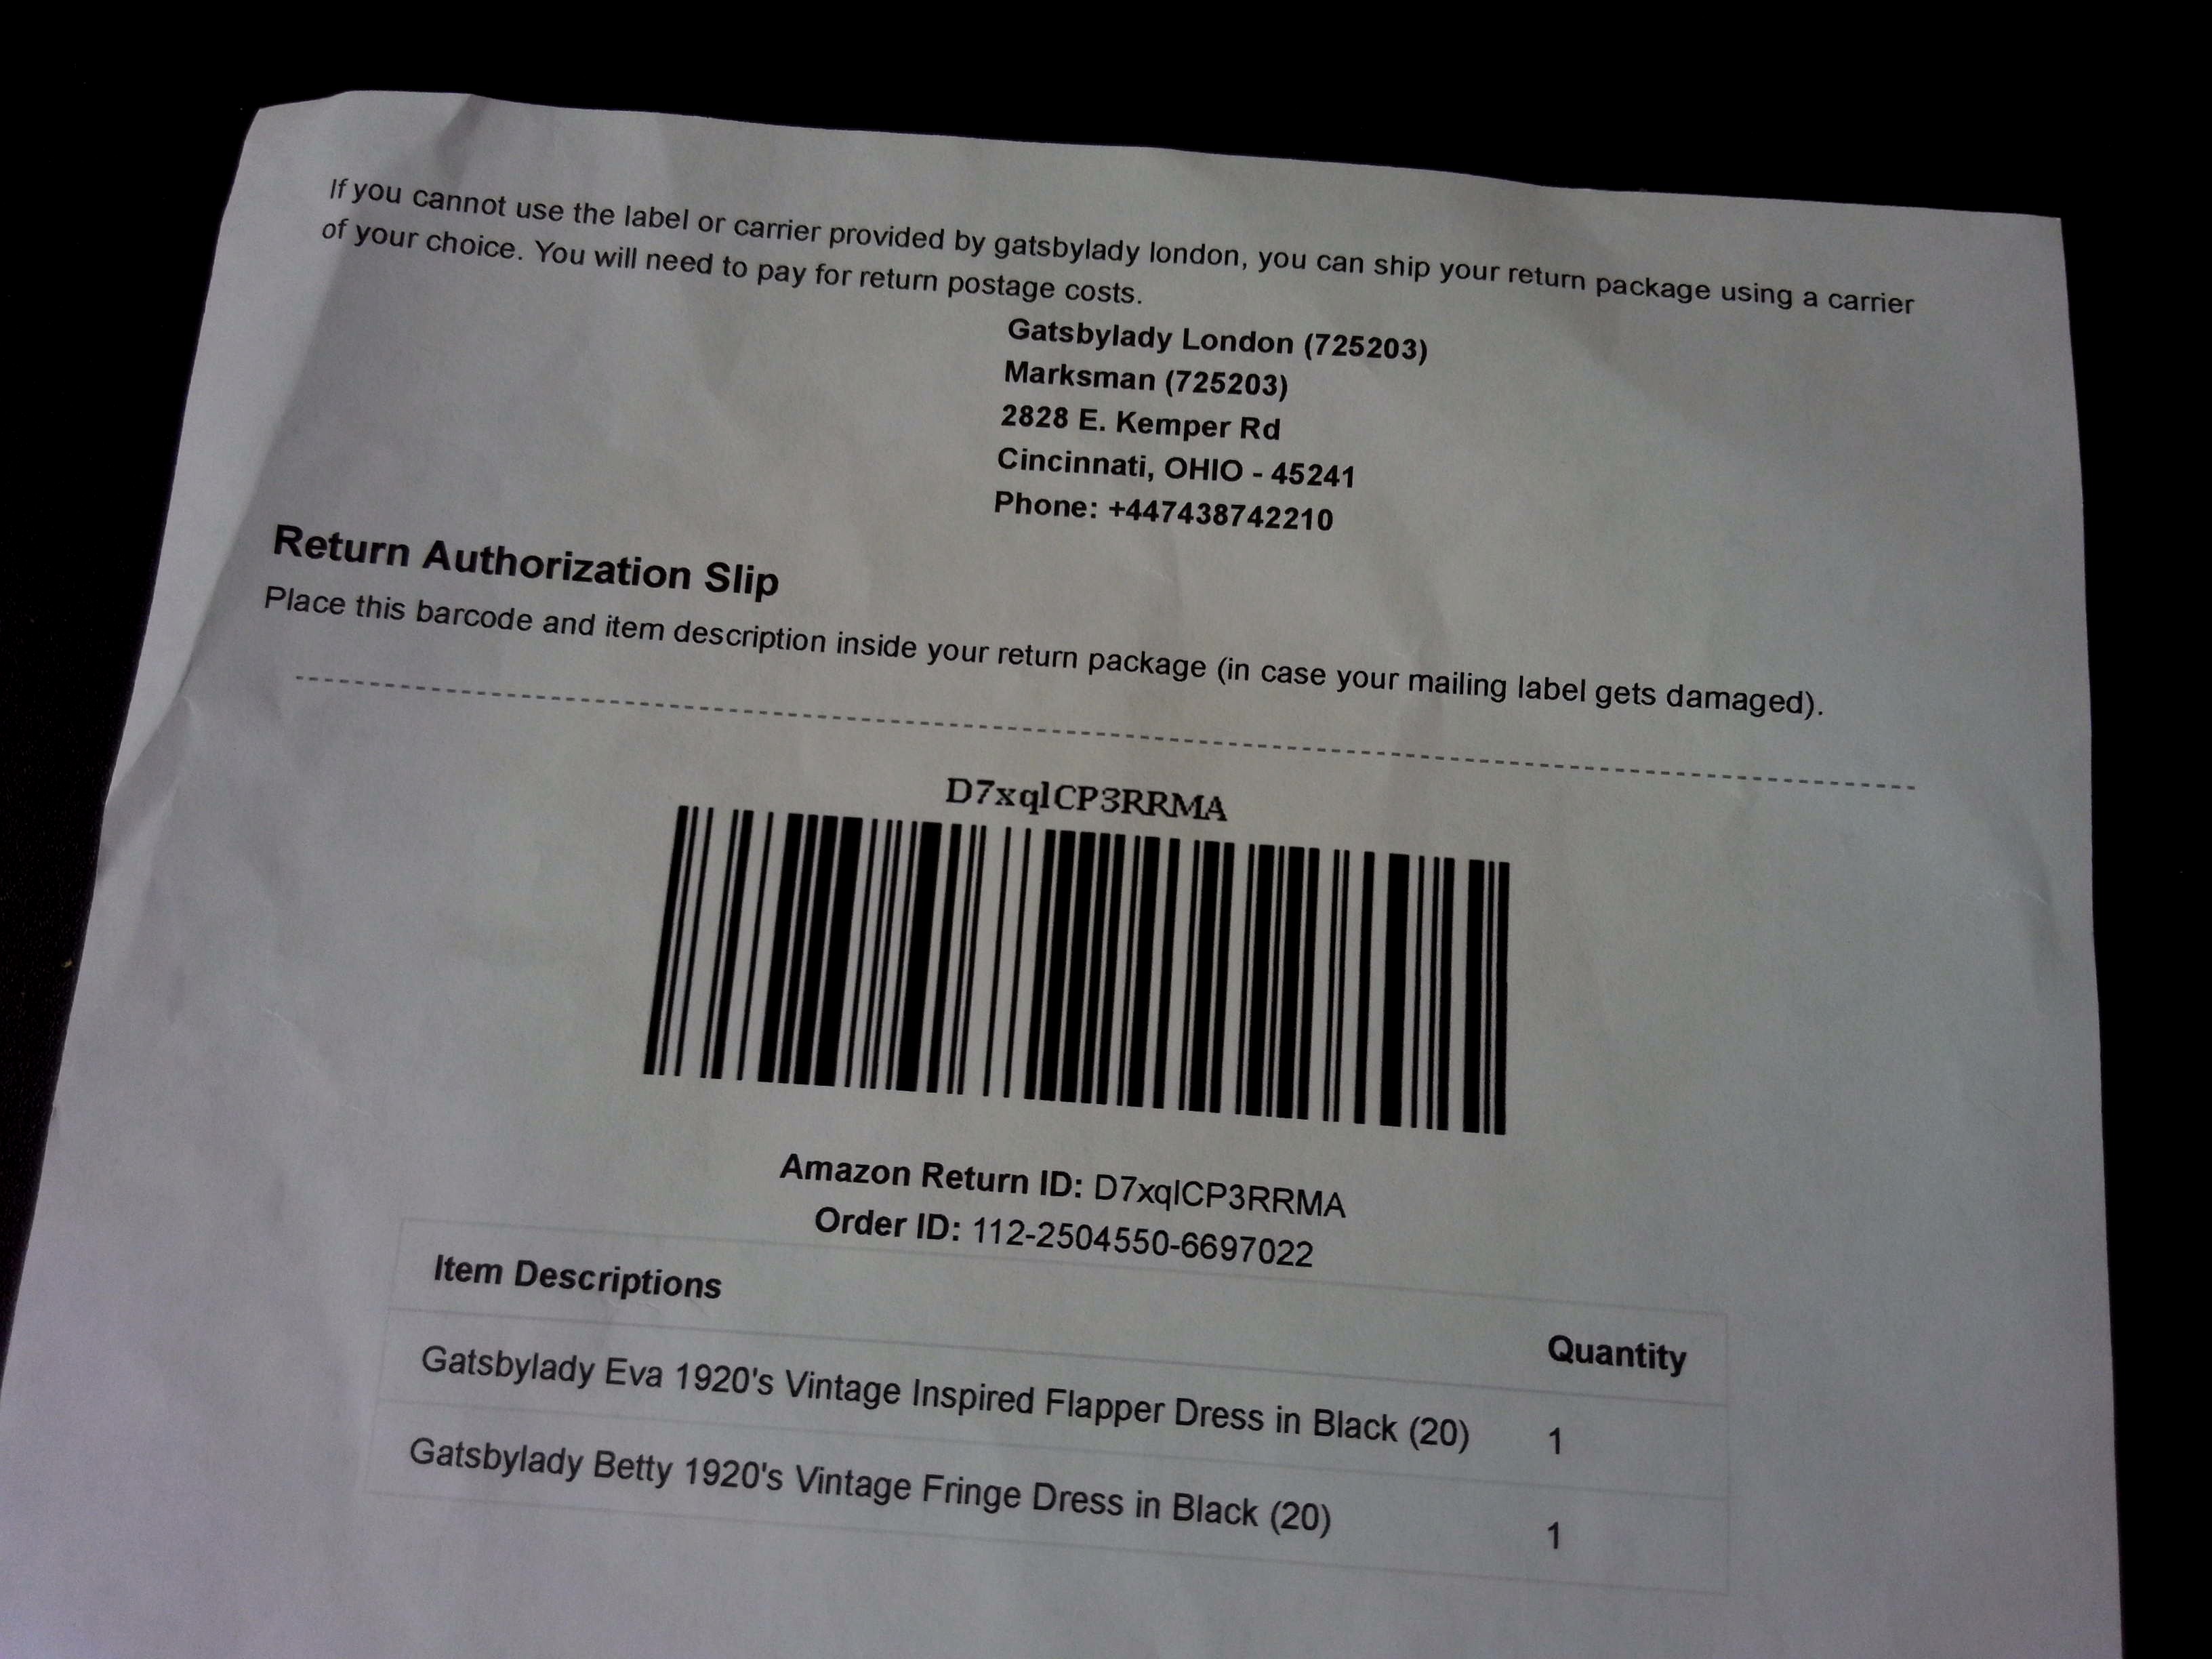 If you cannot use the label or carrier provided by gatsbylady london, you can ship your return package using a carrier
of your choice. You will need to pay for return postage costs.
Gatsbylady London (725203)
Marksman (725203)
2828 E. Kemper Rd
Cincinnati, OHIO - 45241
Phone: +447438742210
Return Authorization Slip
Place this barcode and item description inside your return package (in case your mailing label gets damaged).
D7xqlCP3RRMA
Amazon Return ID: D7xqlCP3RRMA
Order ID: 112-2504550-6697022
Item Descriptions Quantity
Gatsbylady Eva 1920's Vintage Inspired Flapper Dress in Black (20) 1
Gatsbylady Betty 1920's Vintage Fringe Dress in Black (20) 1